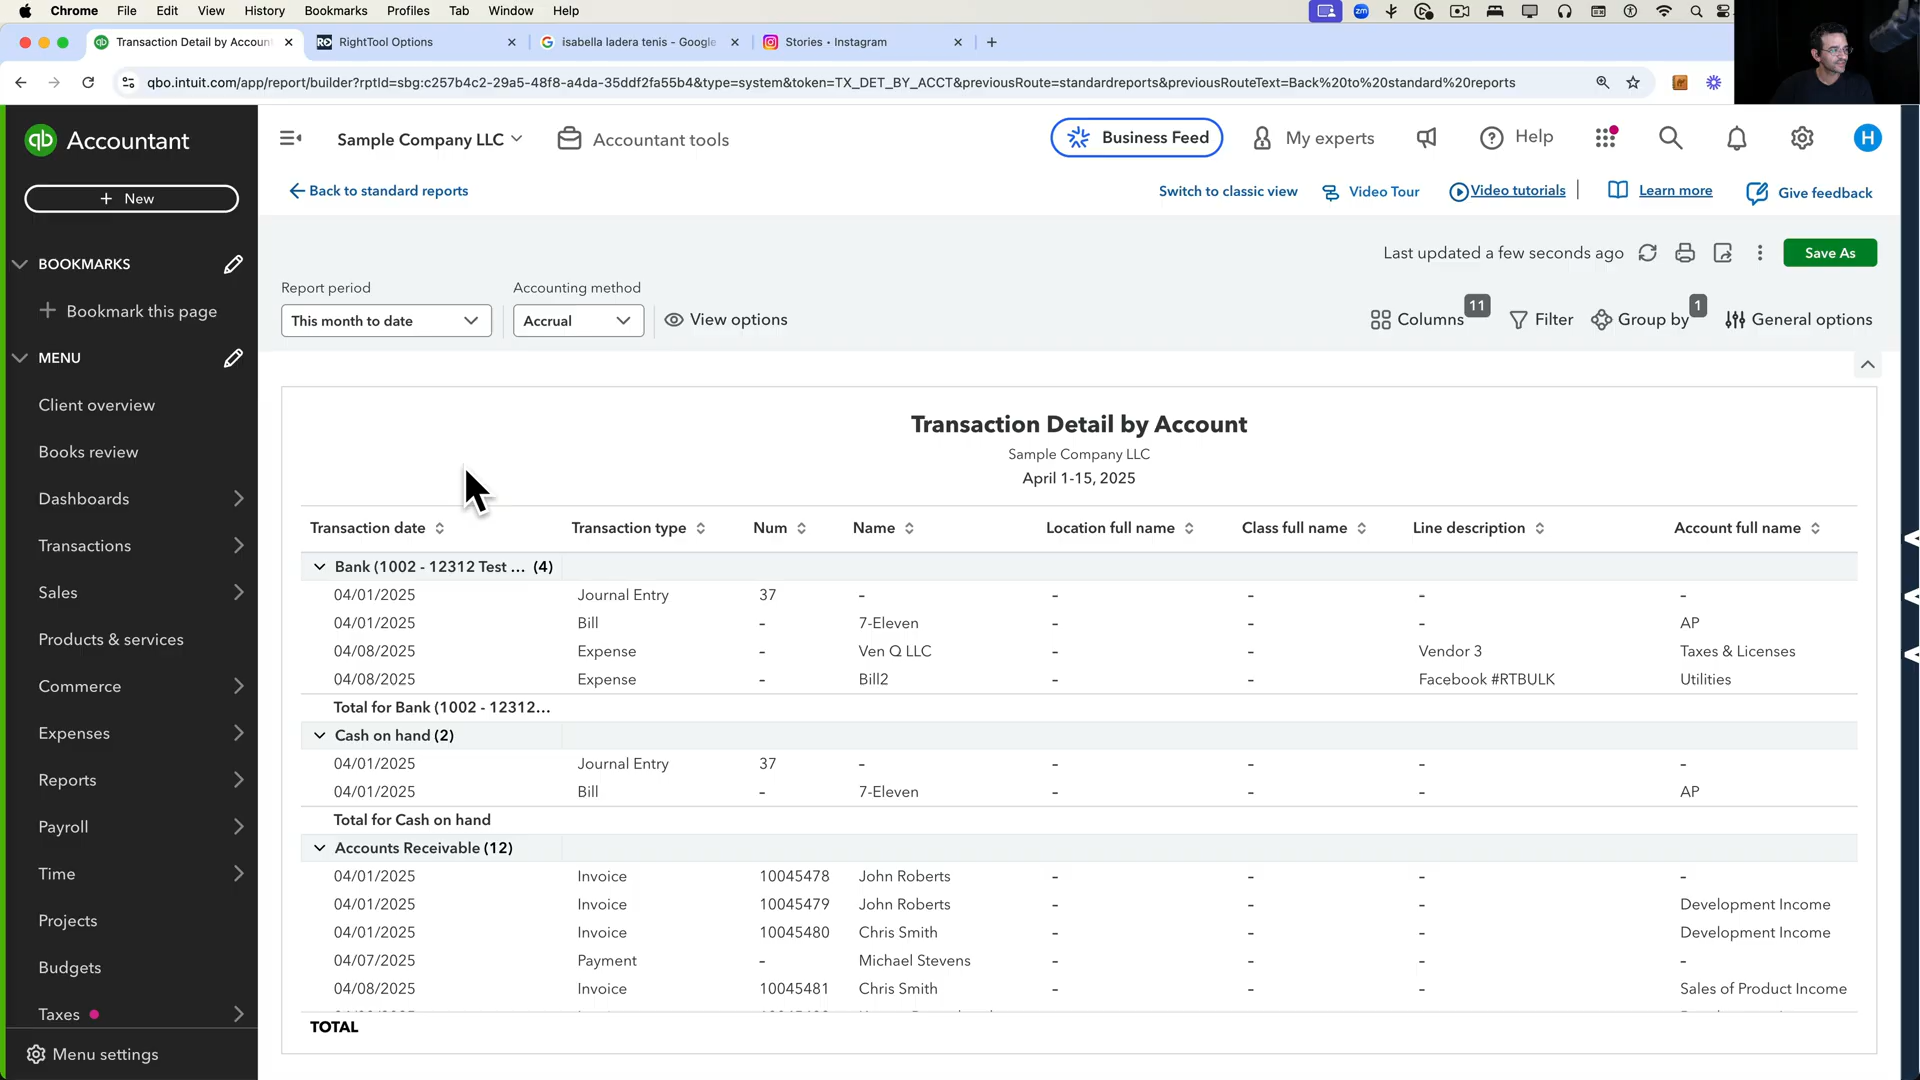 Chrome File Edit View History Bookmarks Profiles Tab Window Help
zm
Transaction Detail by Accoun
RightTool Options
isabella ladera tenis - Google
Stories • Instagram
qbo.intuit.com/app/report/builder?rptId=sbg:c257b4c2-29a5-48f8-a4da-35ddf2fa55b4&type=system&token=TX_DET_BY_ACCT&previousRoute=standardreports&previousRouteText=Back%20to%20standard%20reports
qb Accountant
Sample Company LLC
Accountant tools
Business Feed
My experts
Help
H
+ New
Back to standard reports
Switch to classic view
Video Tour
Video tutorials
Learn more
Give feedback
BOOKMARKS
Bookmark this page
MENU
Client overview
Books review
Dashboards
Transactions
Sales
Products & services
Commerce
Expenses
Reports
Payroll
Time
Projects
Budgets
Taxes
Menu settings
Last updated a few seconds ago
Save As
Report period
Accounting method
This month to date
Accrual
View options
Columns 11
Filter
Group by 1
General options
Transaction Detail by Account
Sample Company LLC
April 1-15, 2025
Transaction date Transaction type Num Name Location full name Class full name Line description Account full name
Bank (1002 - 12312 Test ... (4)
04/01/2025 Journal Entry 37 - - - - -
04/01/2025 Bill - 7-Eleven - - - AP
04/08/2025 Expense - Ven Q LLC - - Vendor 3 Taxes & Licenses
04/08/2025 Expense - Bill2 - - Facebook #RTBULK Utilities
Total for Bank (1002 - 12312...
Cash on hand (2)
04/01/2025 Journal Entry 37 - - - - -
04/01/2025 Bill - 7-Eleven - - - AP
Total for Cash on hand
Accounts Receivable (12)
04/01/2025 Invoice 10045478 John Roberts - - - -
04/01/2025 Invoice 10045479 John Roberts - - - Development Income
04/01/2025 Invoice 10045480 Chris Smith - - - Development Income
04/07/2025 Payment - Michael Stevens - - - -
04/08/2025 Invoice 10045481 Chris Smith - - - Sales of Product Income
TOTAL